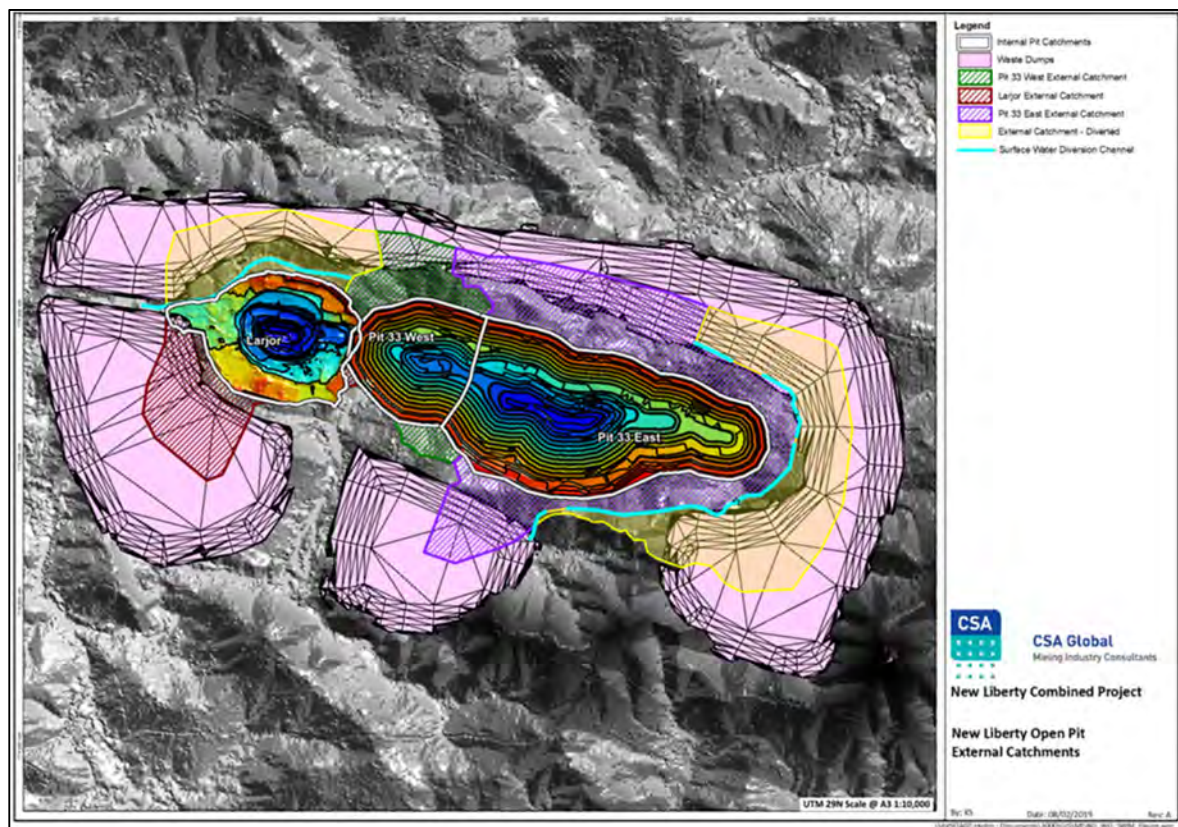 Legend
Internal Pit Catchments
Waste Dumps
Pit 33 West External Catchment
Larjor External Catchment
Pit 33 East External Catchment
External Catchment - Diverted
Surface Water Diversion Channel
Larjor
Pit 33 West
Pit 33 East
CSA
CSA Global
Mining Industry Consultants
New Liberty Combined Project
New Liberty Open Pit
External Catchments
UTM 29N Scale @ A3 1:10,000
By: KS Date: 08/02/2019 Rev: A